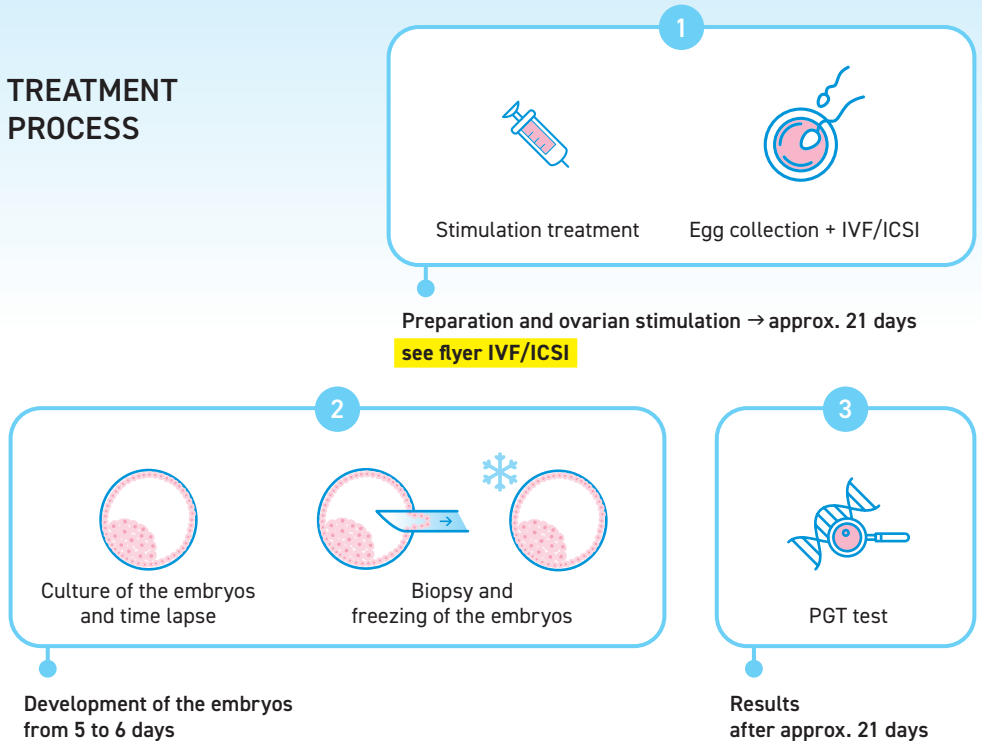 TREATMENT
PROCESS
1
Stimulation treatment
Egg collection + IVF/ICSI
Preparation and ovarian stimulation → approx. 21 days
see flyer IVF/ICSI
2
Culture of the embryos
and time lapse
Biopsy and
freezing of the embryos
Development of the embryos
from 5 to 6 days
3
PGT test
Results
after approx. 21 days